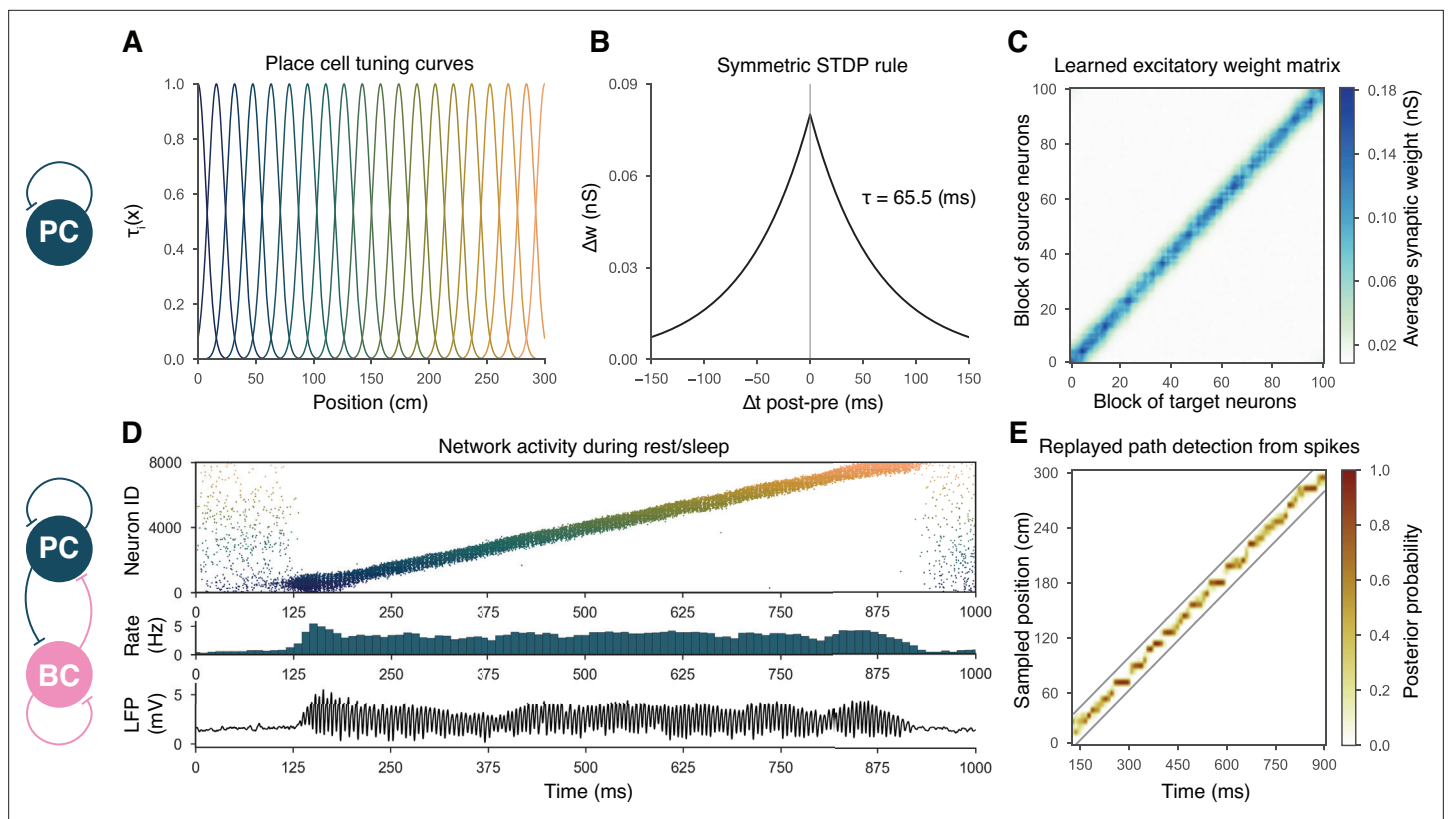 A
Place cell tuning curves
1.0
0.8
0.6
0.4
0.2
0.0
τi(x)
0 50 100 150 200 250 300
Position (cm)
PC
B
Symmetric STDP rule
0.09
0.06
0.03
0.00
Δw (nS)
τ = 65.5 (ms)
−150 −100 −50 0 50 100 150
Δt post-pre (ms)
C
Learned excitatory weight matrix
100
80
60
40
20
0
Block of source neurons
0 20 40 60 80 100
Block of target neurons
0.18
0.14
0.10
0.06
0.02
Average synaptic weight (nS)
PC
BC
D
Network activity during rest/sleep
8000
4000
0
Neuron ID
0 125 250 375 500 625 750 875 1000
Rate
(Hz)
5
0
0 125 250 375 500 625 750 875 1000
LFP
(mV)
5
0
0 125 250 375 500 625 750 875 1000
Time (ms)
E
Replayed path detection from spikes
300
240
180
120
60
0
Sampled position (cm)
150 300 450 600 750 900
Time (ms)
1.0
0.8
0.6
0.4
0.2
0.0
Posterior probability